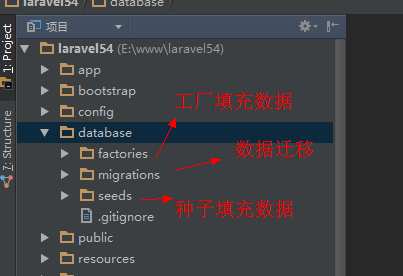 laravel54 database
1: Project
7: Structure
项目
laravel54 (E:\www\laravel54)
app
bootstrap
config
database
factories
migrations
seeds
.gitignore
public
resources
工厂填充数据
数据迁移
种子填充数据